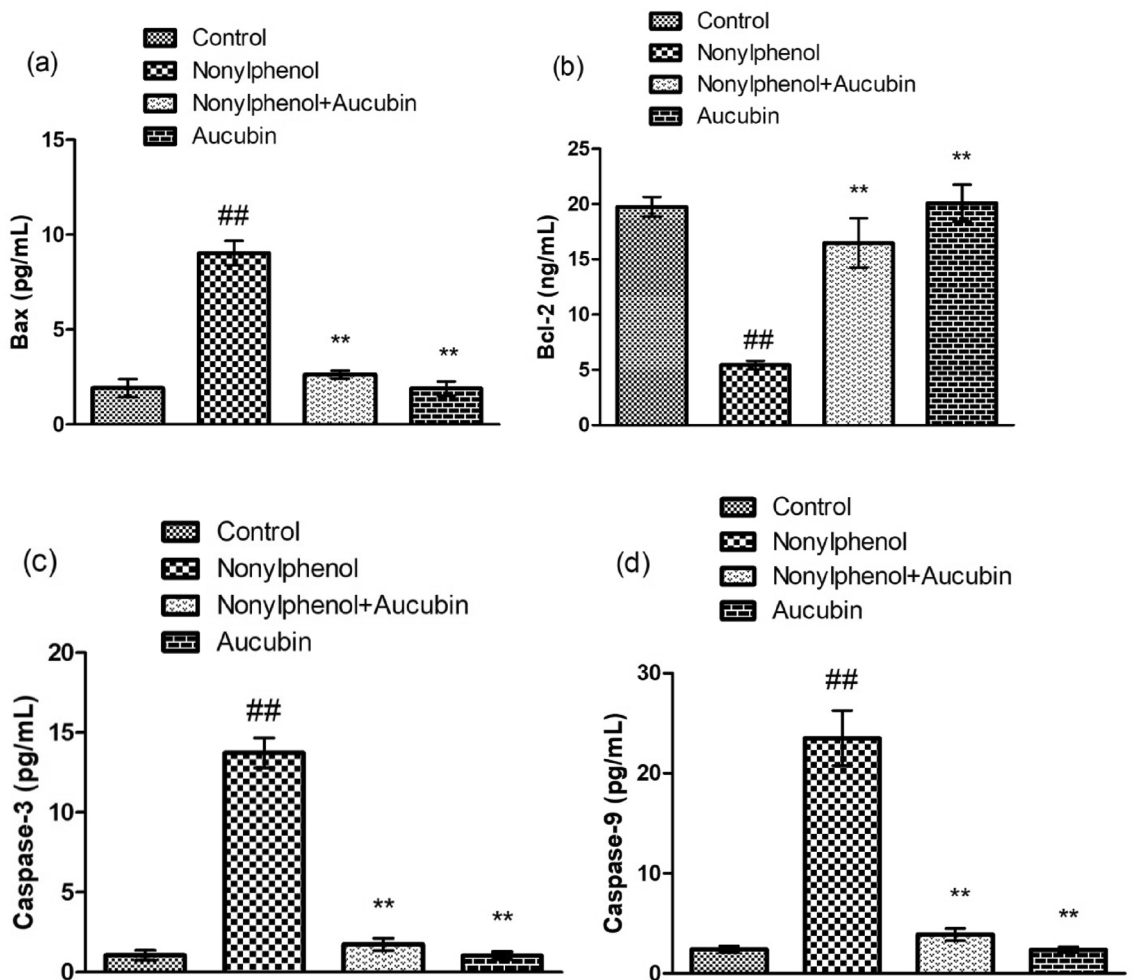 (a)
Control
Nonylphenol
Nonylphenol+Aucubin
Aucubin
Bax (pg/mL)
15
10
5
0
##
**
**
(b)
Control
Nonylphenol
Nonylphenol+Aucubin
Aucubin
Bcl-2 (ng/mL)
25
20
15
10
5
0
##
**
**
(c)
Control
Nonylphenol
Nonylphenol+Aucubin
Aucubin
Caspase-3 (pg/mL)
20
15
10
5
0
##
**
**
(d)
Control
Nonylphenol
Nonylphenol+Aucubin
Aucubin
Caspase-9 (pg/mL)
30
20
10
0
##
**
**